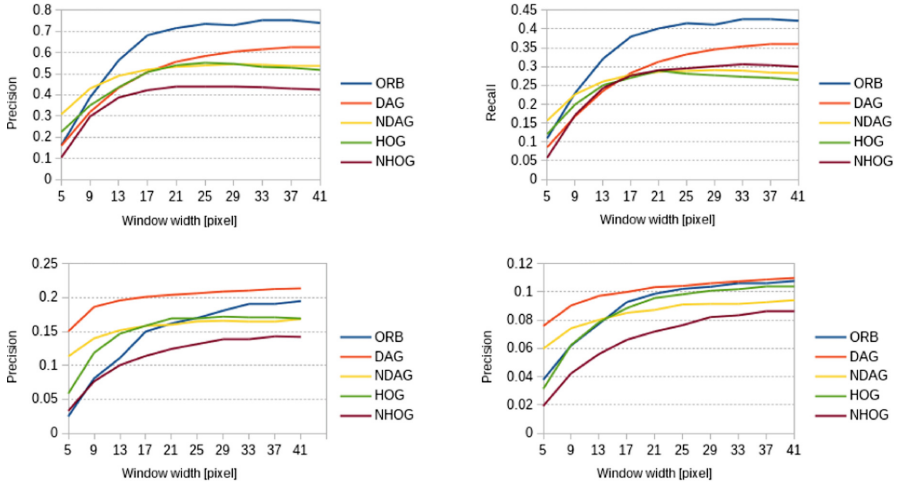 Precision
0.8
0.7
0.6
0.5
0.4
0.3
0.2
0.1
0
5 9 13 17 21 25 29 33 37 41
Window width [pixel]
ORB
DAG
NDAG
HOG
NHOG
Recall
0.45
0.4
0.35
0.3
0.25
0.2
0.15
0.1
0.05
0
5 9 13 17 21 25 29 33 37 41
Window width [pixel]
ORB
DAG
NDAG
HOG
NHOG
Precision
0.25
0.2
0.15
0.1
0.05
0
5 9 13 17 21 25 29 33 37 41
Window width [pixel]
ORB
DAG
NDAG
HOG
NHOG
Precision
0.12
0.1
0.08
0.06
0.04
0.02
0
5 9 13 17 21 25 29 33 37 41
Window width [pixel]
ORB
DAG
NDAG
HOG
NHOG